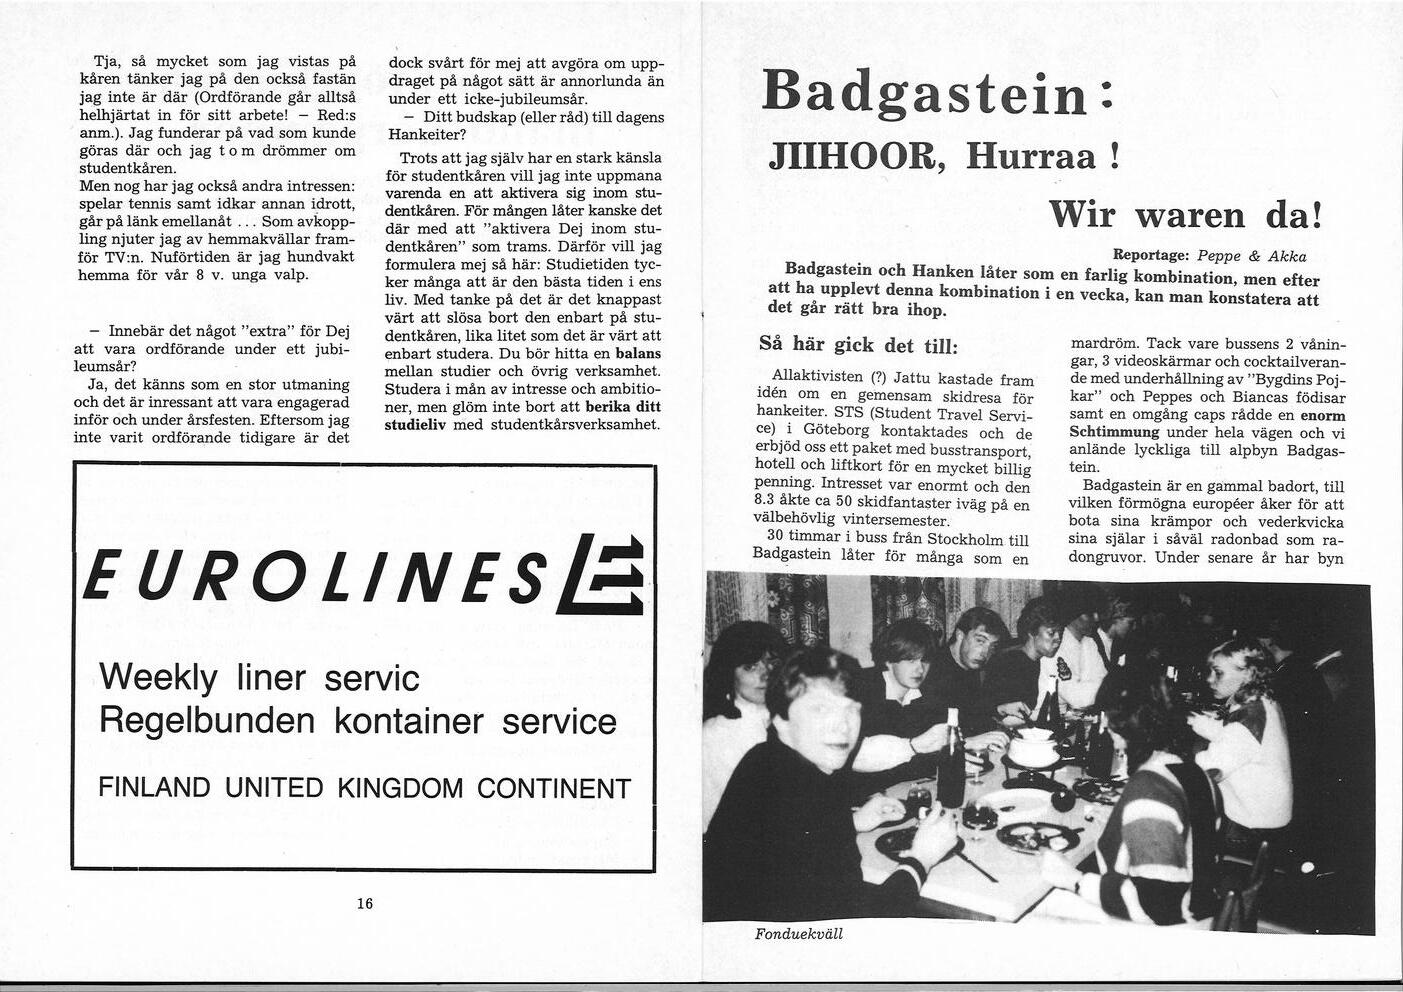 Tja, så mycket som jag vistas på
kåren tänker jag på den också fastän
jag inte är där (Ordförande går alltså
helhjärtat in för sitt arbete! — Red:s
anm.). Jag funderar på vad som kunde
göras där och jag t o m drömmer om
studentkåren.
Men nog har jag också andra intressen:
spelar tennis samt idkar annan idrott,
går på länk emellanåt . . . Som avkopp-
ling njuter jag av hemmakvällar fram-
för TV:n. Nuförtiden är jag hundvakt
hemma för vår 8 v. unga valp.
— Innebär det något ”extra” för Dej
att vara ordförande under ett jubi-
leumsår?
Ja, det känns som en stor utmaning
och det är inressant att vara engagerad
inför och under årsfesten. Eftersom jag
inte varit ordförande tidigare är det
dock svårt för mej att avgöra om upp-
draget på något sätt är annorlunda än
under ett icke-jubileumsår.
— Ditt budskap (eller råd) till dagens
Hankeiter?
Trots att jag själv har en stark känsla
för studentkåren vill jag inte uppmana
varenda en att aktivera sig inom stu-
dentkåren. För mången låter kanske det
där med att ”aktivera Dej inom stu-
dentkåren” som trams. Därför vill jag
formulera mej så här: Studietiden tyc-
ker många att är den bästa tiden i ens
liv. Med tanke på det är det knappast
värt att slösa bort den enbart på stu-
dentkåren, lika litet som det är värt att
enbart studera. Du bör hitta en balans
mellan studier och övrig verksamhet.
Studera i mån av intresse och ambitio-
ner, men glöm inte bort att berika ditt
studieliv med studentkårsverksamhet.
EUROLINES
Weekly liner servic
Regelbunden kontainer service
FINLAND UNITED KINGDOM CONTINENT
16
Badgastein:
JIIHOOR, Hurraa !
Wir waren da!
Reportage: Peppe & Akka
Badgastein och Hanken låter som en farlig kombination, men efter
att ha upplevt denna kombination i en vecka, kan man konstatera att
det går rätt bra ihop.
Så här gick det till:
Allaktivisten (?) Jattu kastade fram
idén om en gemensam skidresa för
hankeiter. STS (Student Travel Servi-
ce) i Göteborg kontaktades och de
erbjöd oss ett paket med busstransport,
hotell och liftkort för en mycket billig
penning. Intresset var enormt och den
8.3 åkte ca 50 skidfantaster iväg på en
välbehövlig vintersemester.
30 timmar i buss från Stockholm till
Badgastein låter för många som en
mardröm. Tack vare bussens 2 vånin-
gar, 3 videoskärmar och cocktailveran-
de med underhållning av ”Bygdins Poj-
kar” och Peppes och Biancas födisar
samt en omgång caps rådde en enorm
Schtimmung under hela vägen och vi
anlände lyckliga till alpbyn Badgas-
tein.
Badgastein är en gammal badort, till
vilken förmögna européer åker för att
bota sina krämpor och vederkvicka
sina själar i såväl radonbad som ra-
dongruvor. Under senare år har byn
Fonduekväll